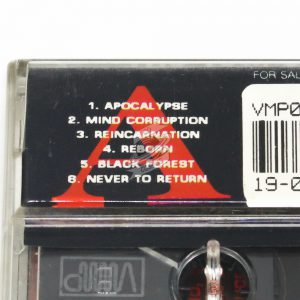 FOR SAL
1. APOCALYPSE
2. MIND CORRUPTION
3. REINCARNATION
4. REBORN
5. BLACK FOREST
6. NEVER TO RETURN
VMP0
19-0